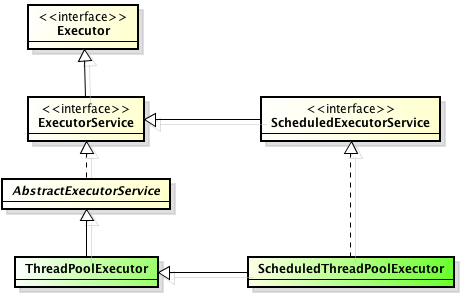 <<interface>>
Executor
<<interface>>
ExecutorService
<<interface>>
ScheduledExecutorService
AbstractExecutorService
ThreadPoolExecutor
ScheduledThreadPoolExecutor